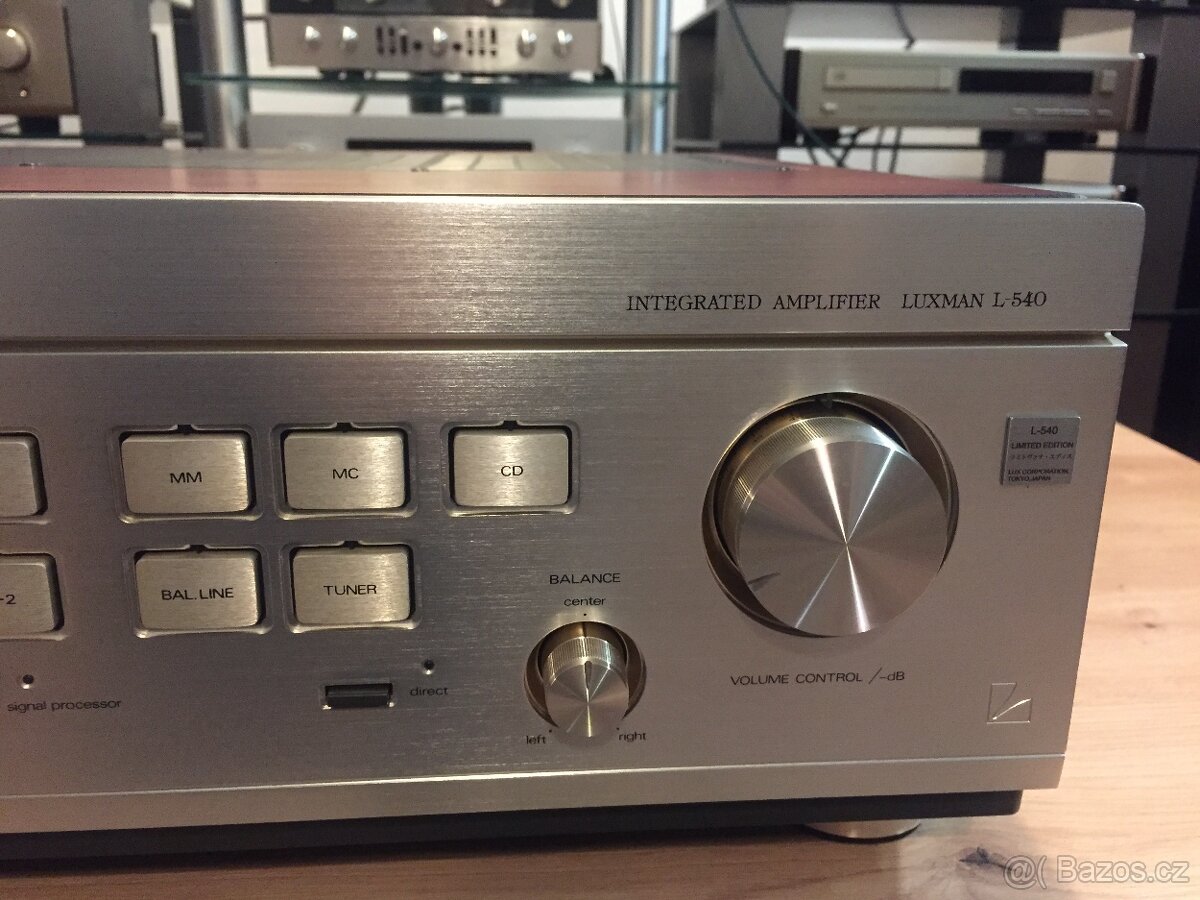 INTEGRATED AMPLIFIER LUXMAN L-540
L-540
LIMITED EDITION
LUX CORPORATION,
TOKYO, JAPAN
MM
MC
CD
-2
BAL. LINE
TUNER
BALANCE
center
left
right
signal processor
direct
VOLUME CONTROL /-dB
@( Bazos.cz